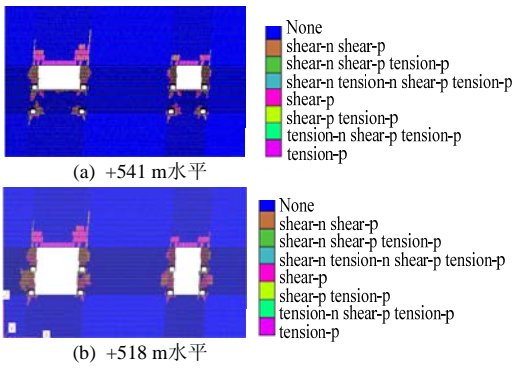 None
shear-n shear-p
shear-n shear-p tension-p
shear-n tension-n shear-p tension-p
shear-p
shear-p tension-p
tension-n shear-p tension-p
tension-p
(a) +541 m水平
None
shear-n shear-p
shear-n shear-p tension-p
shear-n tension-n shear-p tension-p
shear-p
shear-p tension-p
tension-n shear-p tension-p
tension-p
(b) +518 m水平